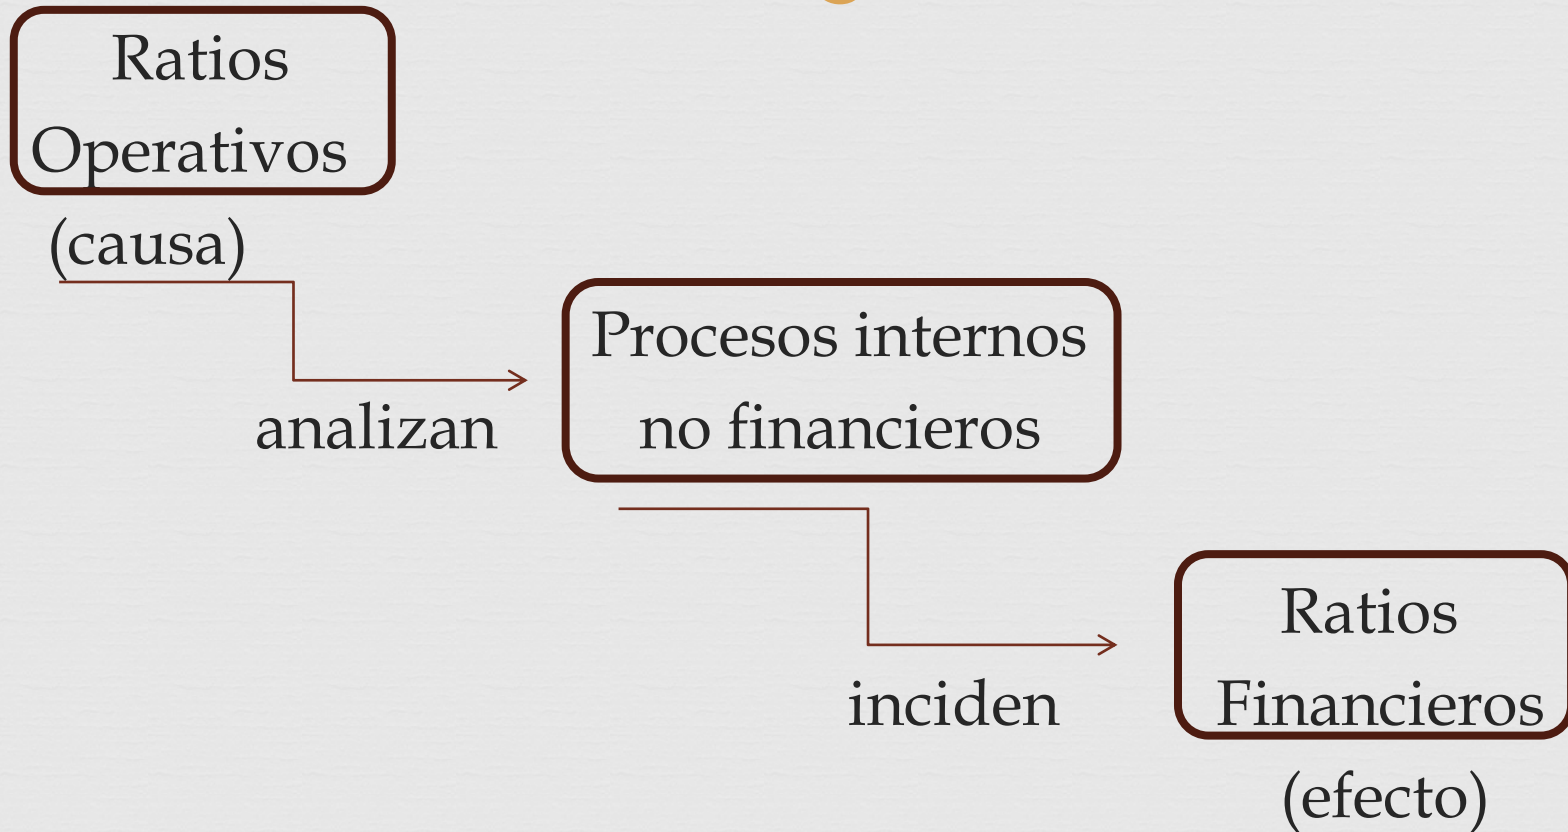 Ratios
Operativos
(causa)
analizan
Procesos internos
no financieros
inciden
Ratios
Financieros
(efecto)